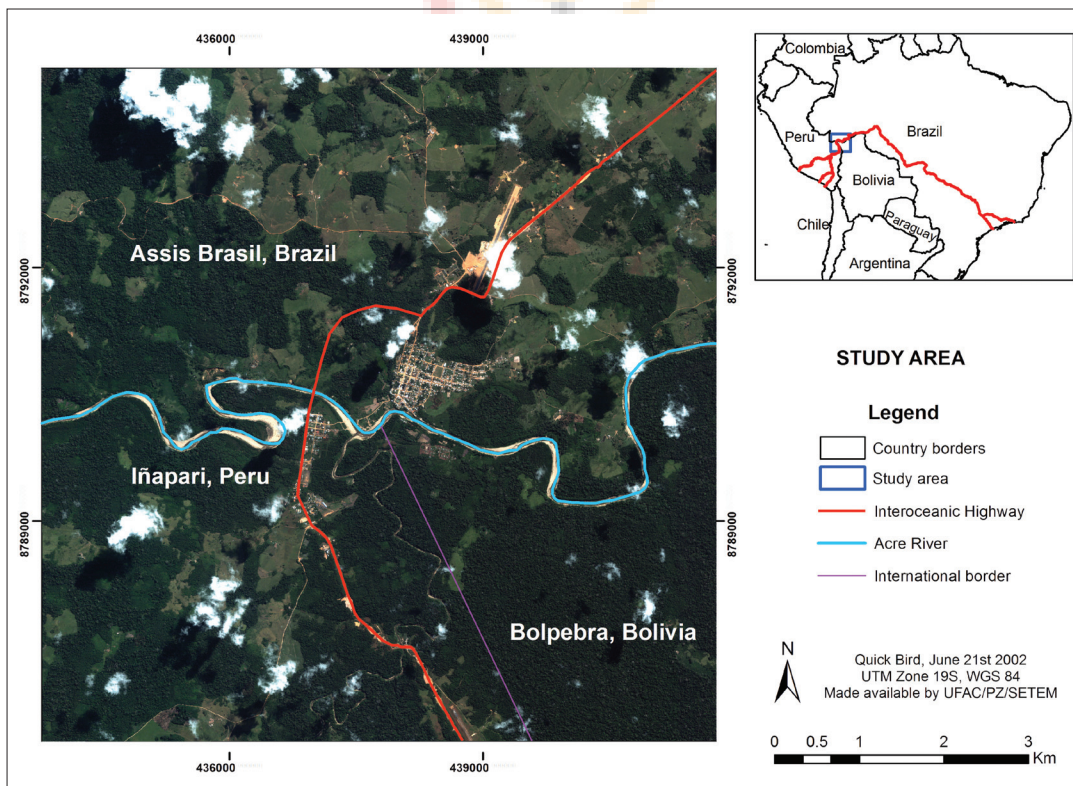 436000
439000
8792000
8789000
Assis Brasil, Brazil
Iñapari, Peru
Bolpebra, Bolivia
8792000
8789000
436000
439000
Colombia
Peru
Brazil
Bolivia
Paraguay
Chile
Argentina
STUDY AREA
Legend
Country borders
Study area
Interoceanic Highway
Acre River
International border
N
Quick Bird, June 21st 2002
UTM Zone 19S, WGS 84
Made available by UFAC/PZ/SETEM
0 0.5 1 2 3
Km